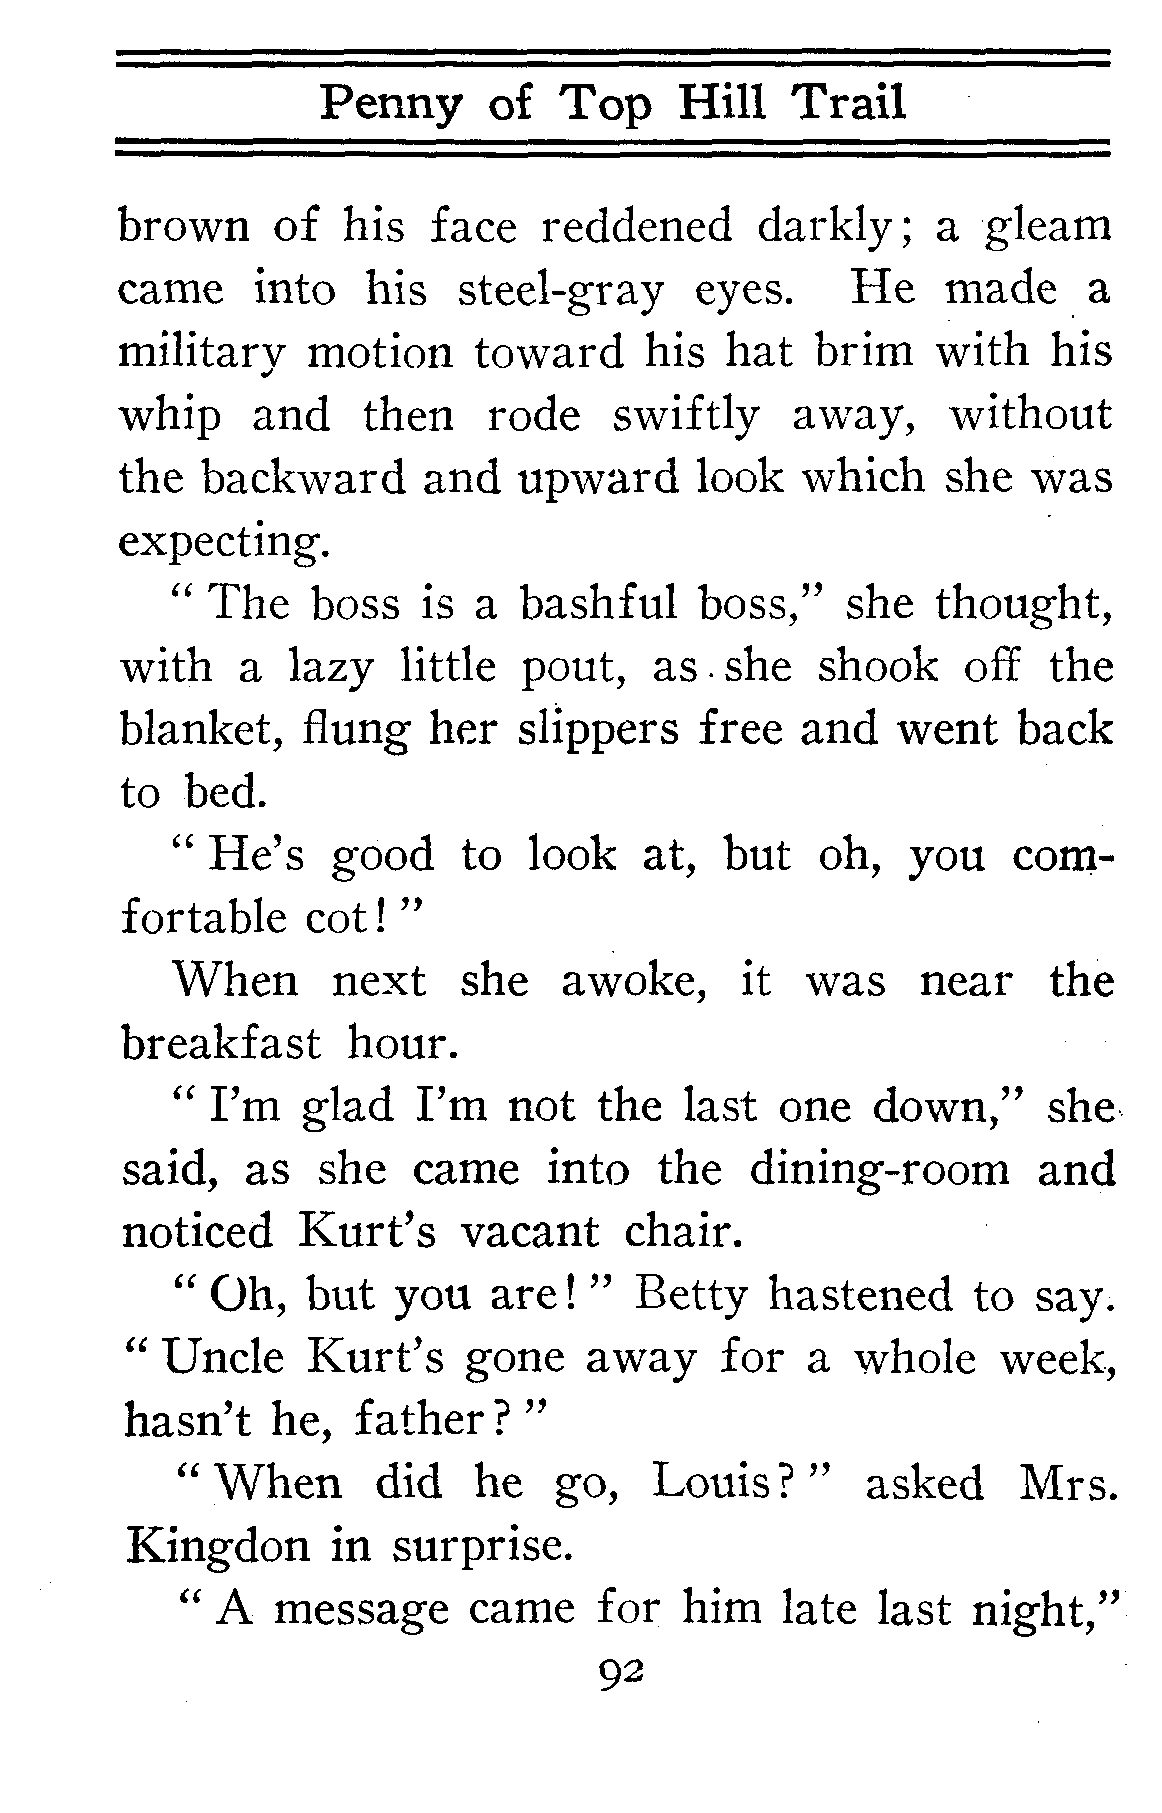 Penny of Top Hill Trail
brown of his face reddened darkly; a gleam
came into his steel-gray eyes. He made a
military motion toward his hat brim with his
whip and then rode swiftly away, without
the backward and upward look which she was
expecting.
“ The boss is a bashful boss,” she thought,
with a lazy little pout, as she shook off the
blanket, flung her slippers free and went back
to bed.
“ He’s good to look at, but oh, you com-
fortable cot! ”
When next she awoke, it was near the
breakfast hour.
“ I’m glad I’m not the last one down,” she
said, as she came into the dining-room and
noticed Kurt’s vacant chair.
“ Oh, but you are! ” Betty hastened to say.
“ Uncle Kurt’s gone away for a whole week,
hasn’t he, father? ”
“ When did he go, Louis? ” asked Mrs.
Kingdon in surprise.
“ A message came for him late last night,”
92